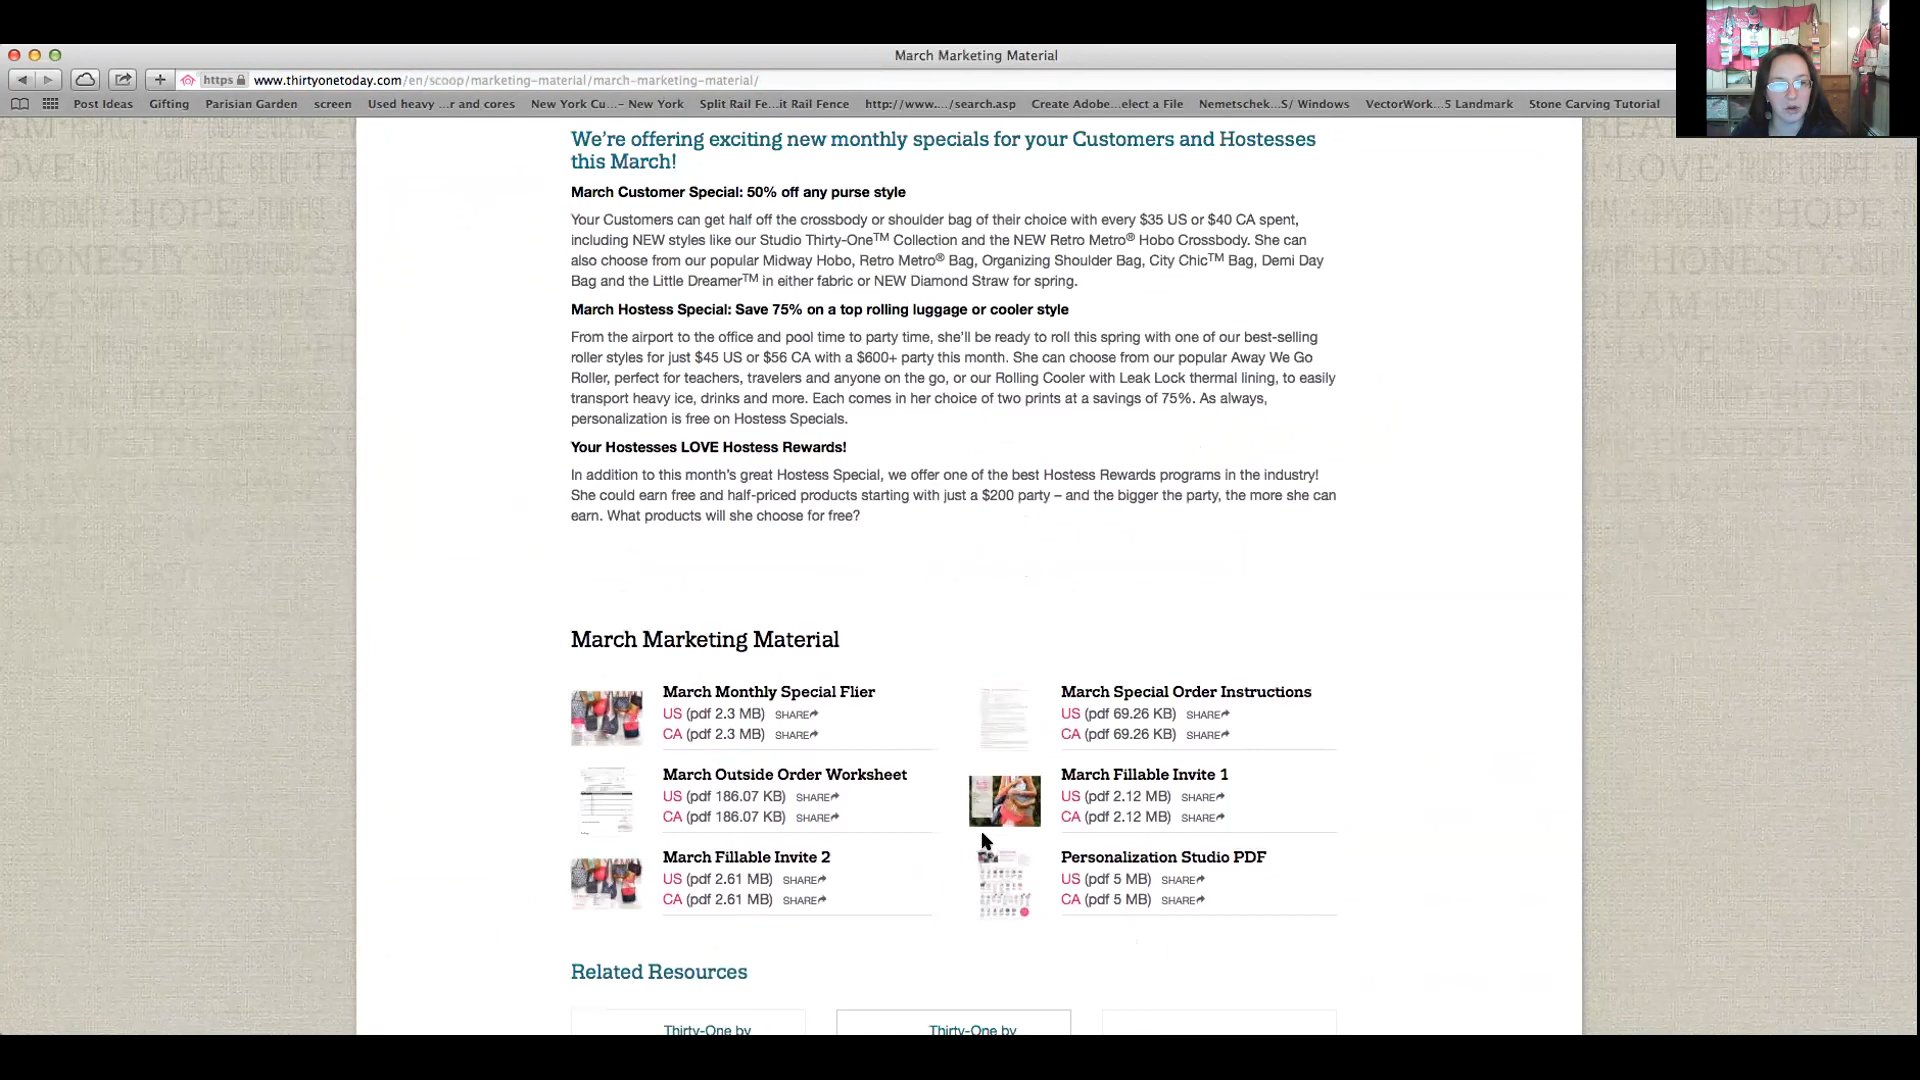 March Marketing Material
https www.thirtyonetoday.com/en/scoop/marketing-material/march-marketing-material/
Post Ideas Gifting Parisian Garden screen Used heavy ...r and cores New York Cu...– New York Split Rail Fe...it Rail Fence http://www..../search.asp Create Adobe...elect a File Nemetschek...S/ Windows VectorWork...5 Landmark Stone Carving Tutorial
We’re offering exciting new monthly specials for your Customers and Hostesses
this March!
March Customer Special: 50% off any purse style
Your Customers can get half off the crossbody or shoulder bag of their choice with every $35 US or $40 CA spent,
including NEW styles like our Studio Thirty-One™ Collection and the NEW Retro Metro® Hobo Crossbody. She can
also choose from our popular Midway Hobo, Retro Metro® Bag, Organizing Shoulder Bag, City Chic™ Bag, Demi Day
Bag and the Little Dreamer™ in either fabric or NEW Diamond Straw for spring.
March Hostess Special: Save 75% on a top rolling luggage or cooler style
From the airport to the office and pool time to party time, she’ll be ready to roll this spring with one of our best-selling
roller styles for just $45 US or $56 CA with a $600+ party this month. She can choose from our popular Away We Go
Roller, perfect for teachers, travelers and anyone on the go, or our Rolling Cooler with Leak Lock thermal lining, to easily
transport heavy ice, drinks and more. Each comes in her choice of two prints at a savings of 75%. As always,
personalization is free on Hostess Specials.
Your Hostesses LOVE Hostess Rewards!
In addition to this month’s great Hostess Special, we offer one of the best Hostess Rewards programs in the industry!
She could earn free and half-priced products starting with just a $200 party – and the bigger the party, the more she can
earn. What products will she choose for free?
March Marketing Material
March Monthly Special Flier
US (pdf 2.3 MB) SHARE
CA (pdf 2.3 MB) SHARE
March Special Order Instructions
US (pdf 69.26 KB) SHARE
CA (pdf 69.26 KB) SHARE
March Outside Order Worksheet
US (pdf 186.07 KB) SHARE
CA (pdf 186.07 KB) SHARE
March Fillable Invite 1
US (pdf 2.12 MB) SHARE
CA (pdf 2.12 MB) SHARE
March Fillable Invite 2
US (pdf 2.61 MB) SHARE
CA (pdf 2.61 MB) SHARE
Personalization Studio PDF
US (pdf 5 MB) SHARE
CA (pdf 5 MB) SHARE
Related Resources
Thirty-One by
Thirty-One by